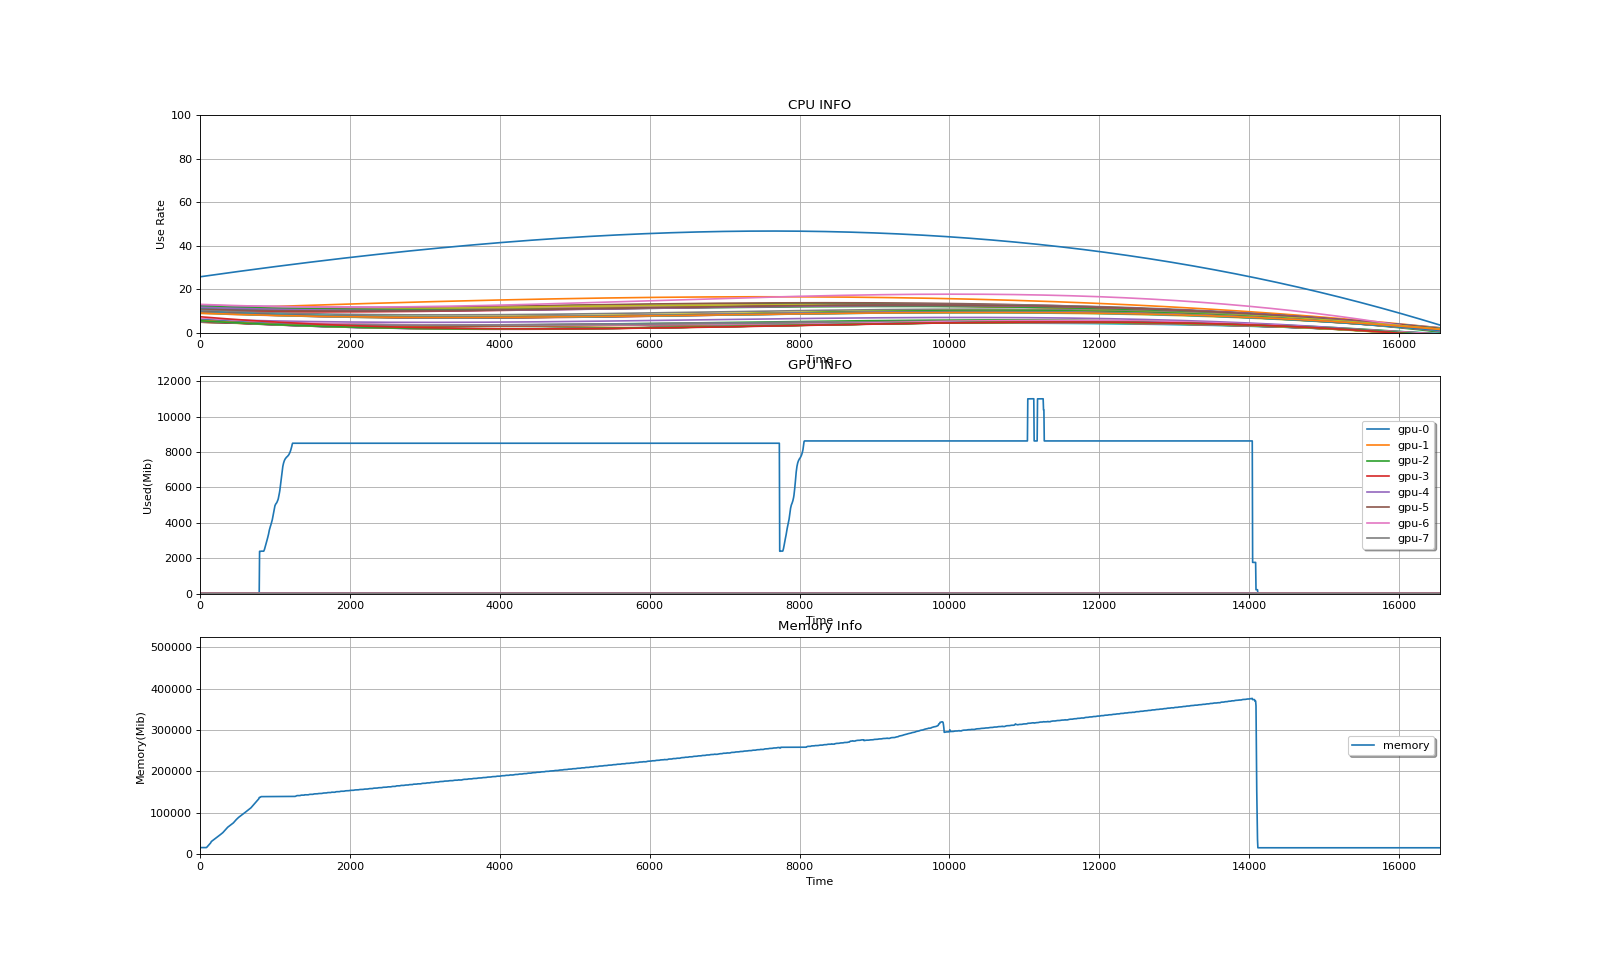 CPU INFO
100
80
60
40
20
0
Use Rate
0 2000 4000 6000 8000 10000 12000 14000 16000
Time
GPU INFO
12000
10000
8000
6000
4000
2000
0
Used(Mib)
gpu-0
gpu-1
gpu-2
gpu-3
gpu-4
gpu-5
gpu-6
gpu-7
0 2000 4000 6000 8000 10000 12000 14000 16000
Time
Memory Info
500000
400000
300000
200000
100000
0
Memory(Mib)
memory
0 2000 4000 6000 8000 10000 12000 14000 16000
Time